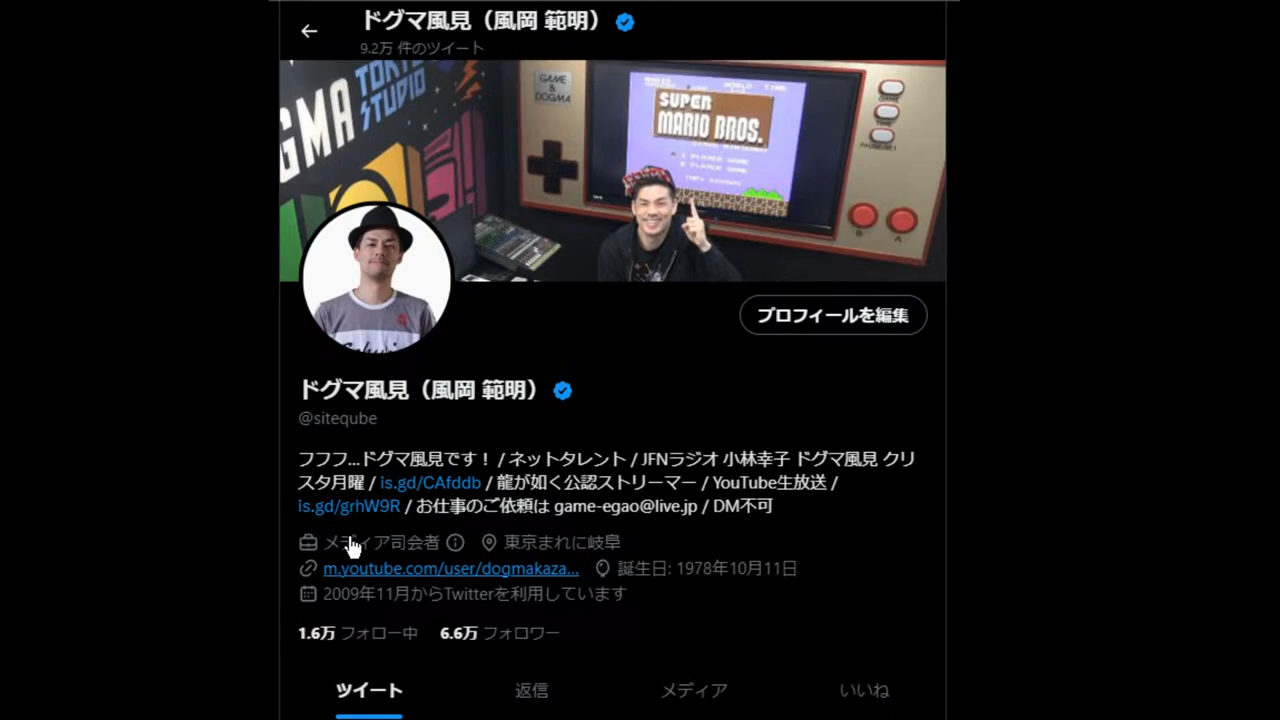 ドグマ風見（風岡 範明）
9.2万 件のツイート
GMA
TOKYO
STUDIO
GAME
&
DOGMA
SUPER
MARIO BROS.
1 PLAYER GAME
2 PLAYER GAME
GAME
TIME
B
A
プロフィールを編集
ドグマ風見（風岡 範明）
@siteqube
フフフ...ドグマ風見です！ / ネットタレント / JFNラジオ 小林幸子 ドグマ風見 クリ
スタ月曜 / is.gd/CAfddb / 龍が如く公認ストリーマー / YouTube生放送 /
is.gd/grhW9R / お仕事のご依頼は game-egao@live.jp / DM不可
メディア司会者 東京まれに岐阜
m.youtube.com/user/dogmakaza... 誕生日: 1978年10月11日
2009年11月からTwitterを利用しています
1.6万 フォロー中 6.6万 フォロワー
ツイート 返信 メディア いいね